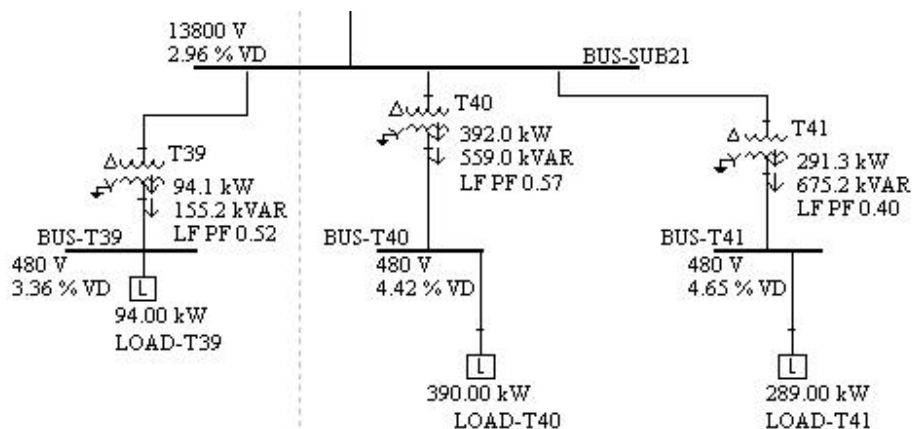 13800 V
2.96 % VD
BUS-SUB21
T39
94.1 kW
155.2 kVAR
LF PF 0.52
BUS-T39
480 V
3.36 % VD
L
94.00 kW
LOAD-T39
T40
392.0 kW
559.0 kVAR
LF PF 0.57
BUS-T40
480 V
4.42 % VD
L
390.00 kW
LOAD-T40
T41
291.3 kW
675.2 kVAR
LF PF 0.40
BUS-T41
480 V
4.65 % VD
L
289.00 kW
LOAD-T41